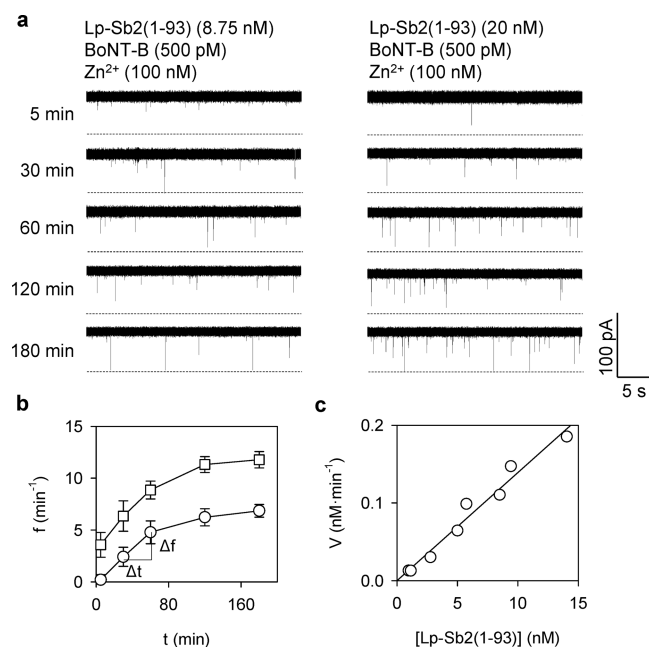 a
Lp-Sb2(1-93) (8.75 nM)
BoNT-B (500 pM)
Zn²⁺ (100 nM)
Lp-Sb2(1-93) (20 nM)
BoNT-B (500 pM)
Zn²⁺ (100 nM)
5 min
30 min
60 min
120 min
180 min
100 pA
5 s
b
f (min⁻¹)
15
10
5
0
Δf
Δt
0
80
160
t (min)
c
V (nM·min⁻¹)
0.2
0.1
0.0
0
5
10
15
[Lp-Sb2(1-93)] (nM)